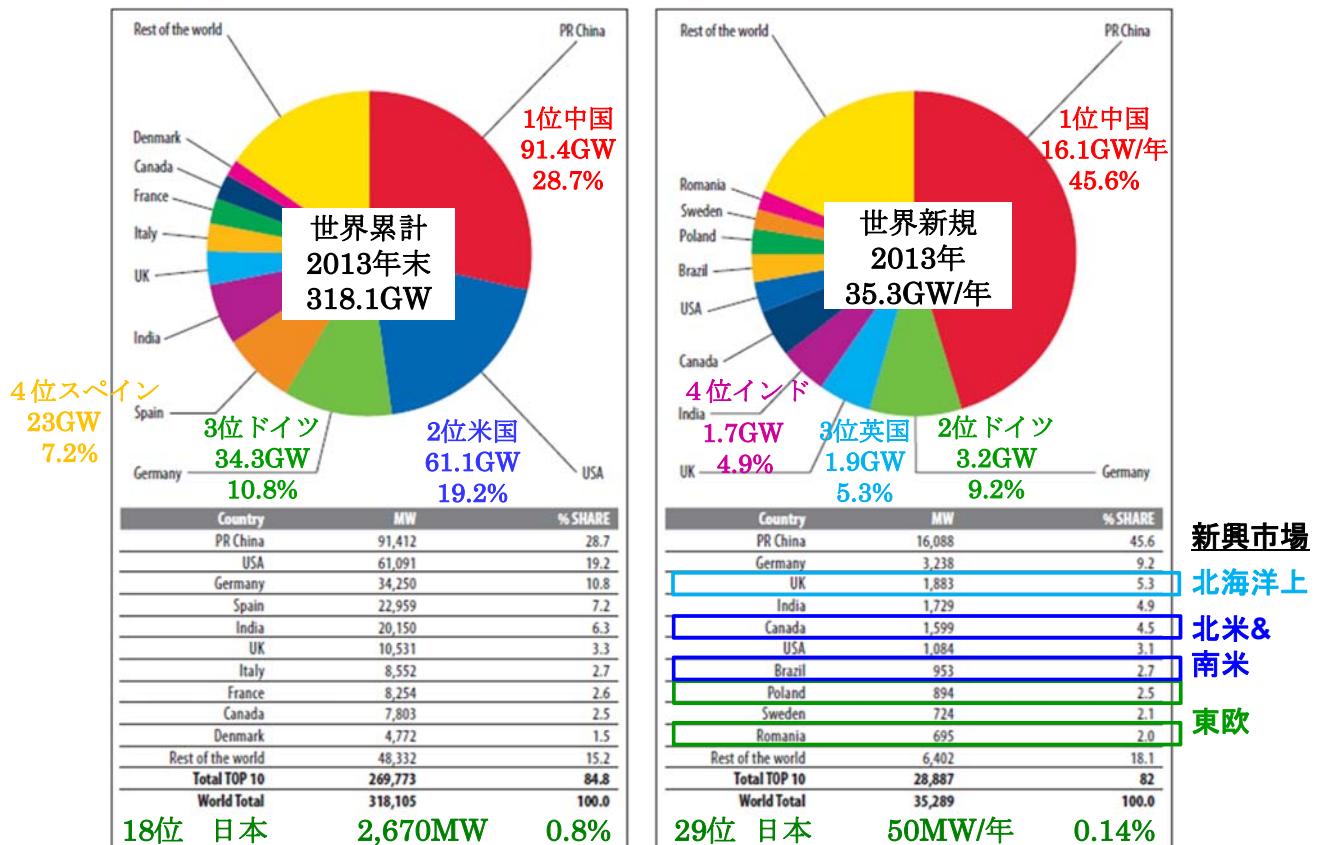 Rest of the world
PR China
Denmark
Canada
France
Italy
UK
India
Spain
Germany
USA
1位中国
91.4GW
28.7%
世界累計
2013年末
318.1GW
４位スペイン
23GW
7.2%
3位ドイツ
34.3GW
10.8%
2位米国
61.1GW
19.2%
Country MW % SHARE
PR China 91,412 28.7
USA 61,091 19.2
Germany 34,250 10.8
Spain 22,959 7.2
India 20,150 6.3
UK 10,531 3.3
Italy 8,552 2.7
France 8,254 2.6
Canada 7,803 2.5
Denmark 4,772 1.5
Rest of the world 48,332 15.2
Total TOP 10 269,773 84.8
World Total 318,105 100.0
18位 日本 2,670MW 0.8%
Rest of the world
PR China
Romania
Sweden
Poland
Brazil
USA
Canada
India
UK
Germany
1位中国
16.1GW/年
45.6%
世界新規
2013年
35.3GW/年
４位インド
1.7GW
4.9%
3位英国
1.9GW
5.3%
2位ドイツ
3.2GW
9.2%
Country MW % SHARE
PR China 16,088 45.6
Germany 3,238 9.2
UK 1,883 5.3
India 1,729 4.9
Canada 1,599 4.5
USA 1,084 3.1
Brazil 953 2.7
Poland 894 2.5
Sweden 724 2.1
Romania 695 2.0
Rest of the world 6,402 18.1
Total TOP 10 28,887 82
World Total 35,289 100.0
29位 日本 50MW/年 0.14%
新興市場
北海洋上
北米&
南米
東欧